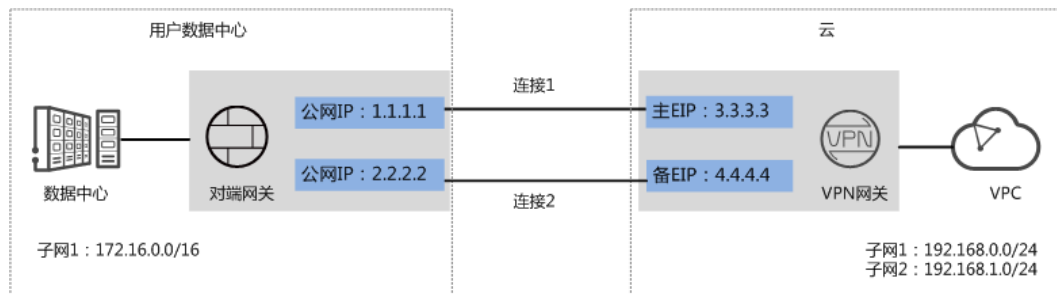 用户数据中心
云
连接1
公网IP：1.1.1.1
主EIP：3.3.3.3
VPN
公网IP：2.2.2.2
备EIP：4.4.4.4
数据中心
对端网关
连接2
VPN网关
VPC
子网1：172.16.0.0/16
子网1：192.168.0.0/24
子网2：192.168.1.0/24